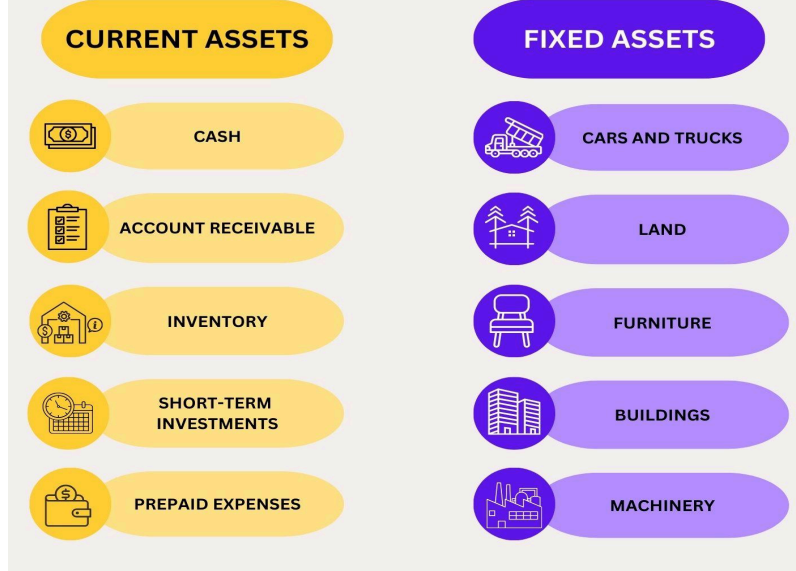 CURRENT ASSETS
CASH
ACCOUNT RECEIVABLE
INVENTORY
SHORT-TERM
INVESTMENTS
PREPAID EXPENSES
FIXED ASSETS
CARS AND TRUCKS
LAND
FURNITURE
BUILDINGS
MACHINERY